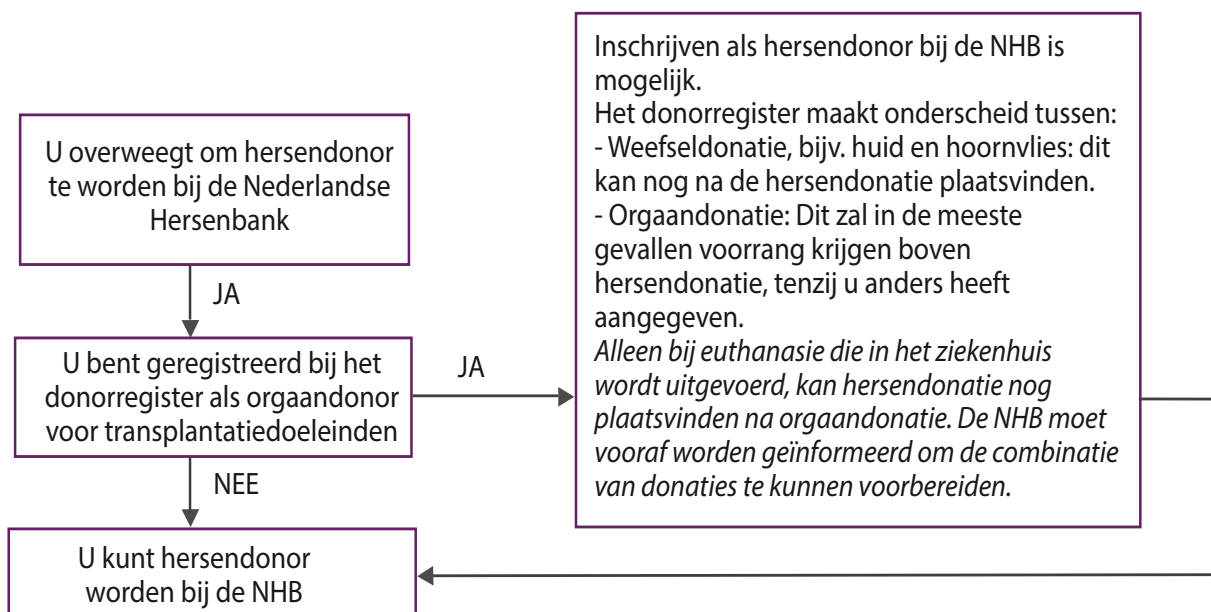 U overweegt om hersendonor
te worden bij de Nederlandse
Hersenbank
JA
U bent geregistreerd bij het
donorregister als orgaandonor
voor transplantatiedoeleinden
JA
NEE
Inschrijven als hersendonor bij de NHB is
mogelijk.
Het donorregister maakt onderscheid tussen:
- Weefseldonatie, bijv. huid en hoornvlies: dit
kan nog na de hersendonatie plaatsvinden.
- Orgaandonatie: Dit zal in de meeste
gevallen voorrang krijgen boven
hersendonatie, tenzij u anders heeft
aangegeven.
Alleen bij euthanasie die in het ziekenhuis
wordt uitgevoerd, kan hersendonatie nog
plaatsvinden na orgaandonatie. De NHB moet
vooraf worden geïnformeerd om de combinatie
van donaties te kunnen voorbereiden.
U kunt hersendonor
worden bij de NHB